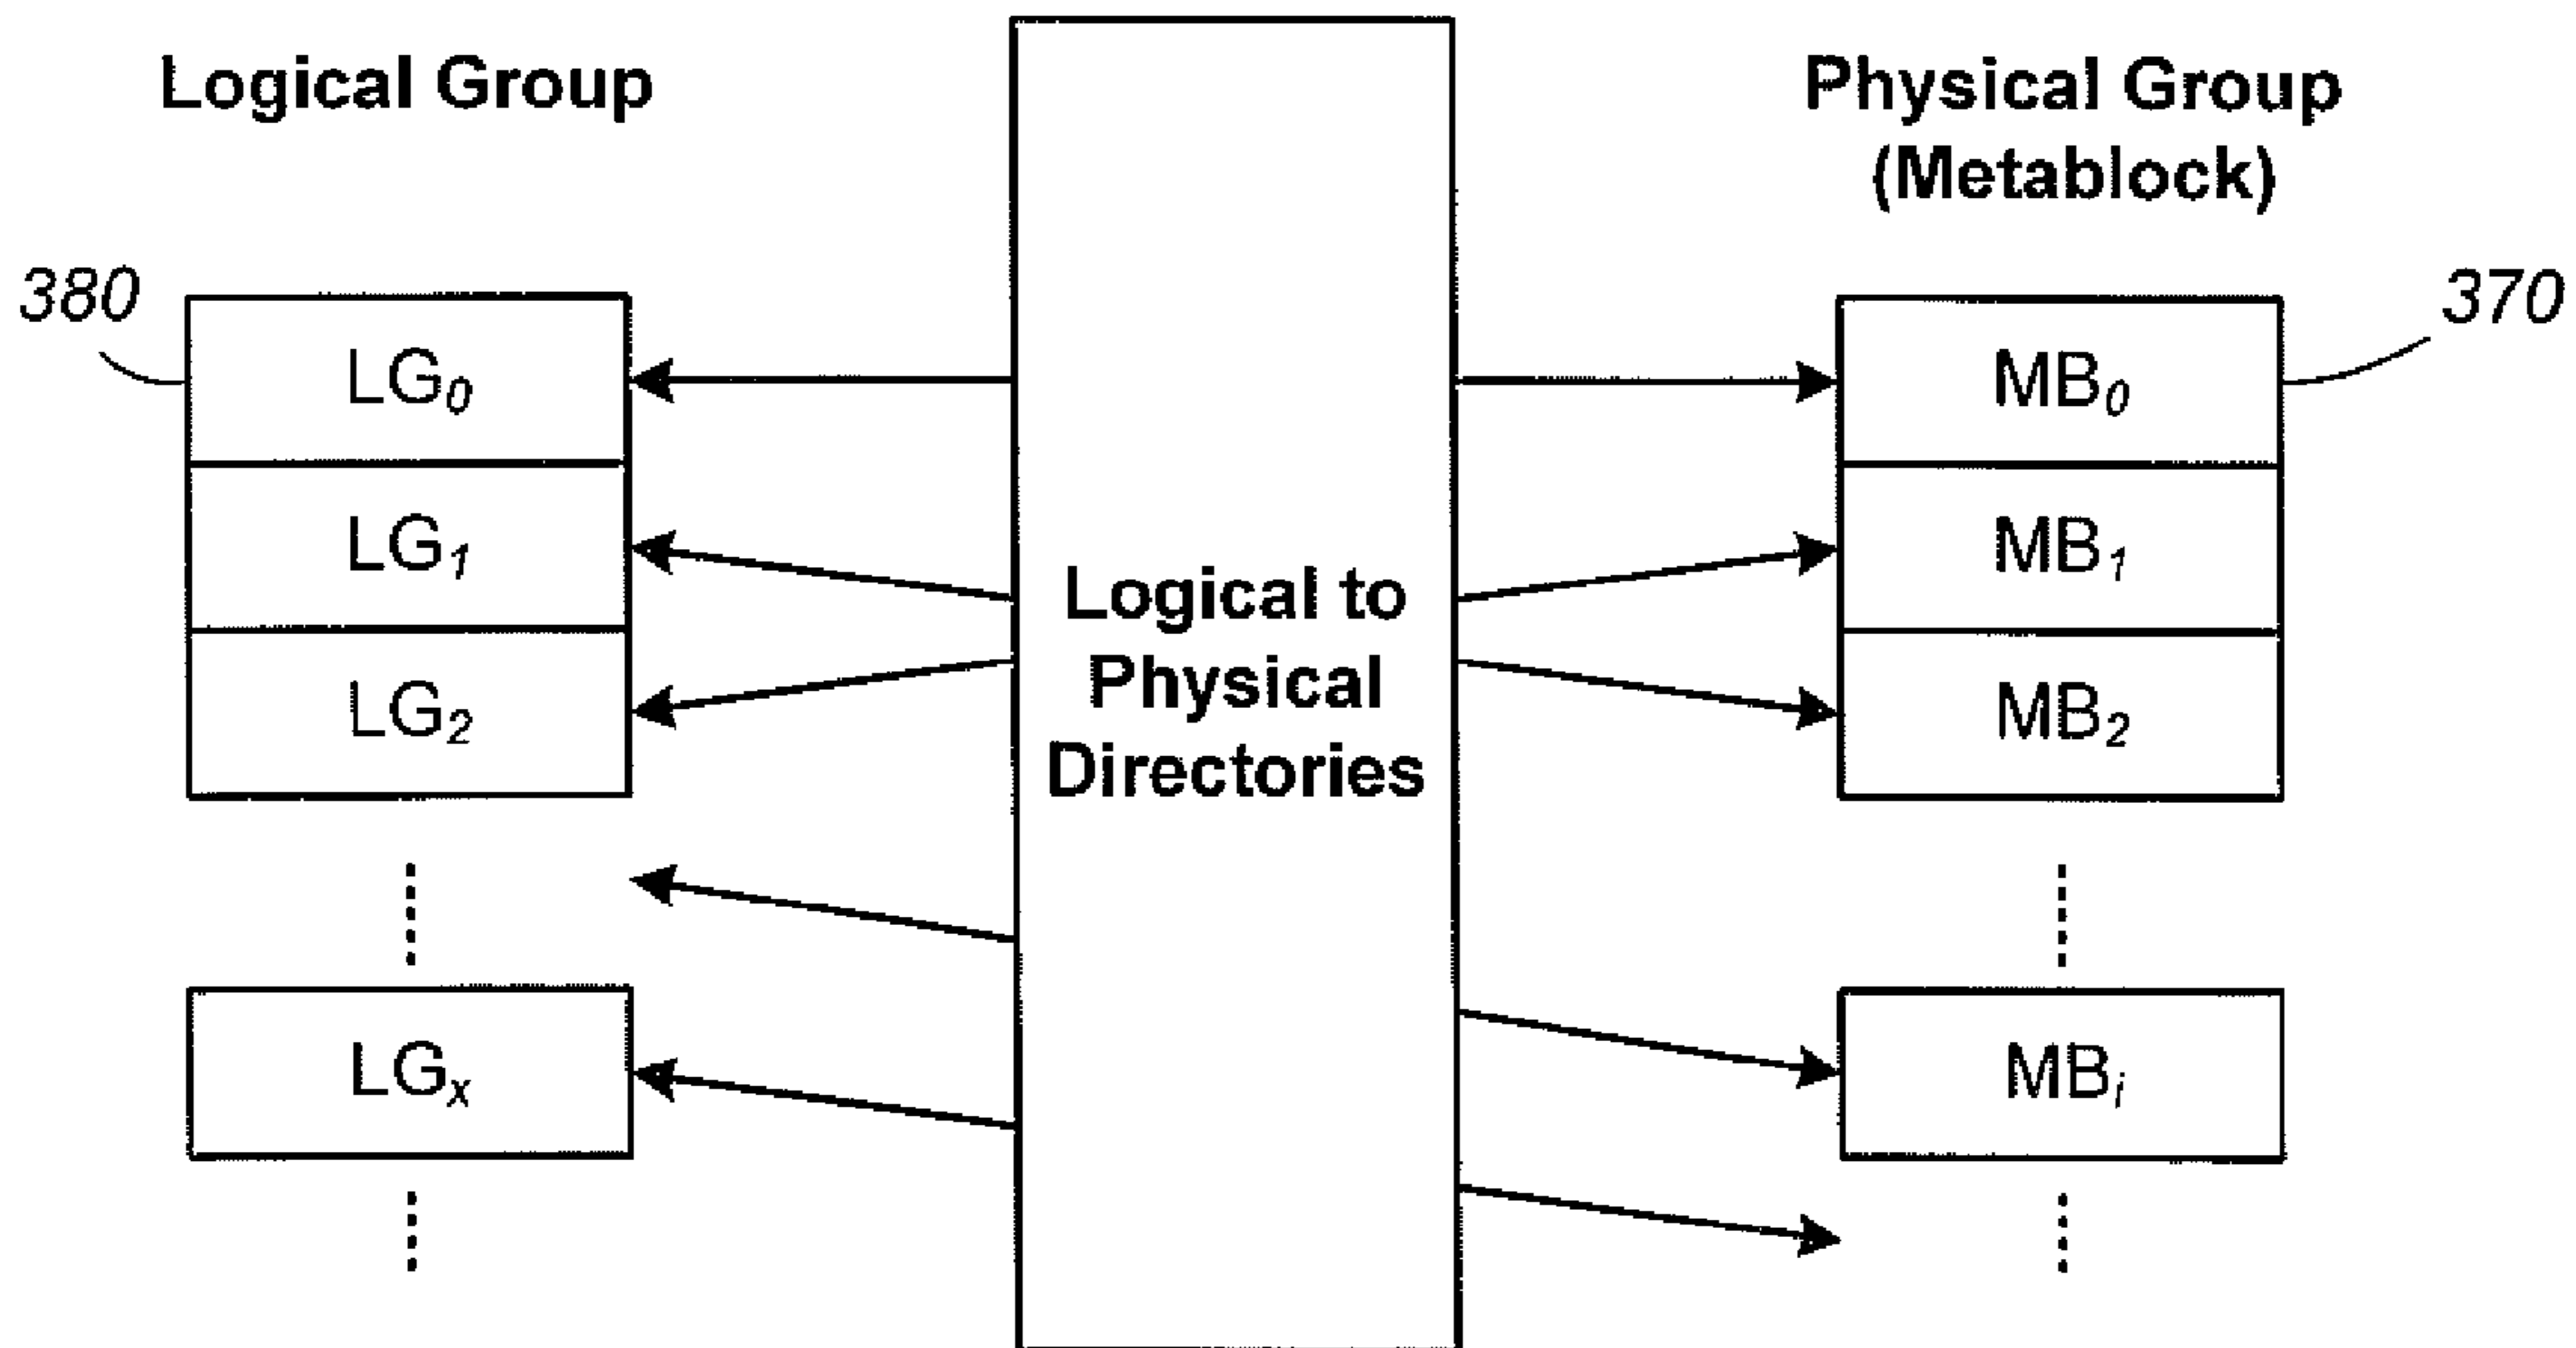 Logical Group
Physical Group
(Metablock)
380
370
LG0
MB0
LG1
MB1
Logical to
Physical
Directories
LG2
MB2
LGx
MBi